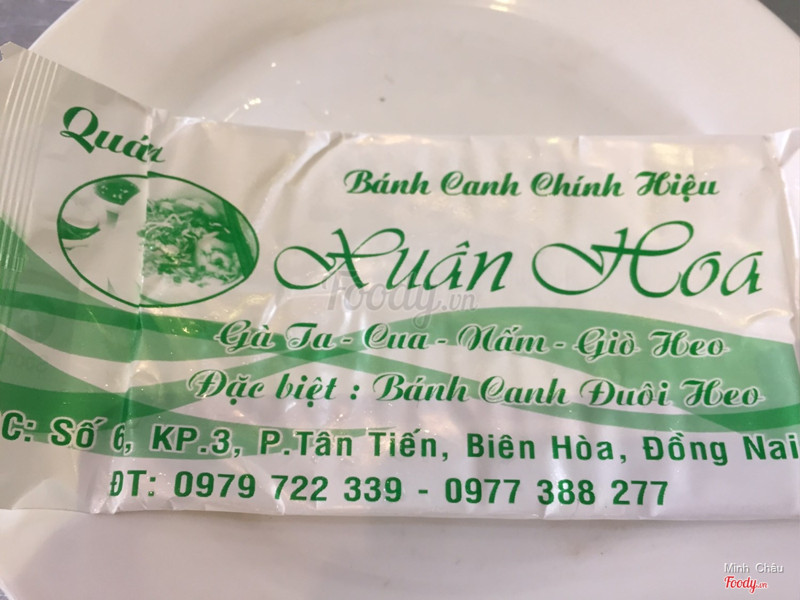 Quán
Bánh Canh Chính Hiệu
Xuân Hoa
Foody.vn
Gà Ta - Cua - Nấm - Giò Heo
Đặc biệt : Bánh Canh Đuôi Heo
C: Số 6, KP.3, P.Tân Tiến, Biên Hòa, Đồng Nai
ĐT: 0979 722 339 - 0977 388 277
Minh Châu
Foody.vn